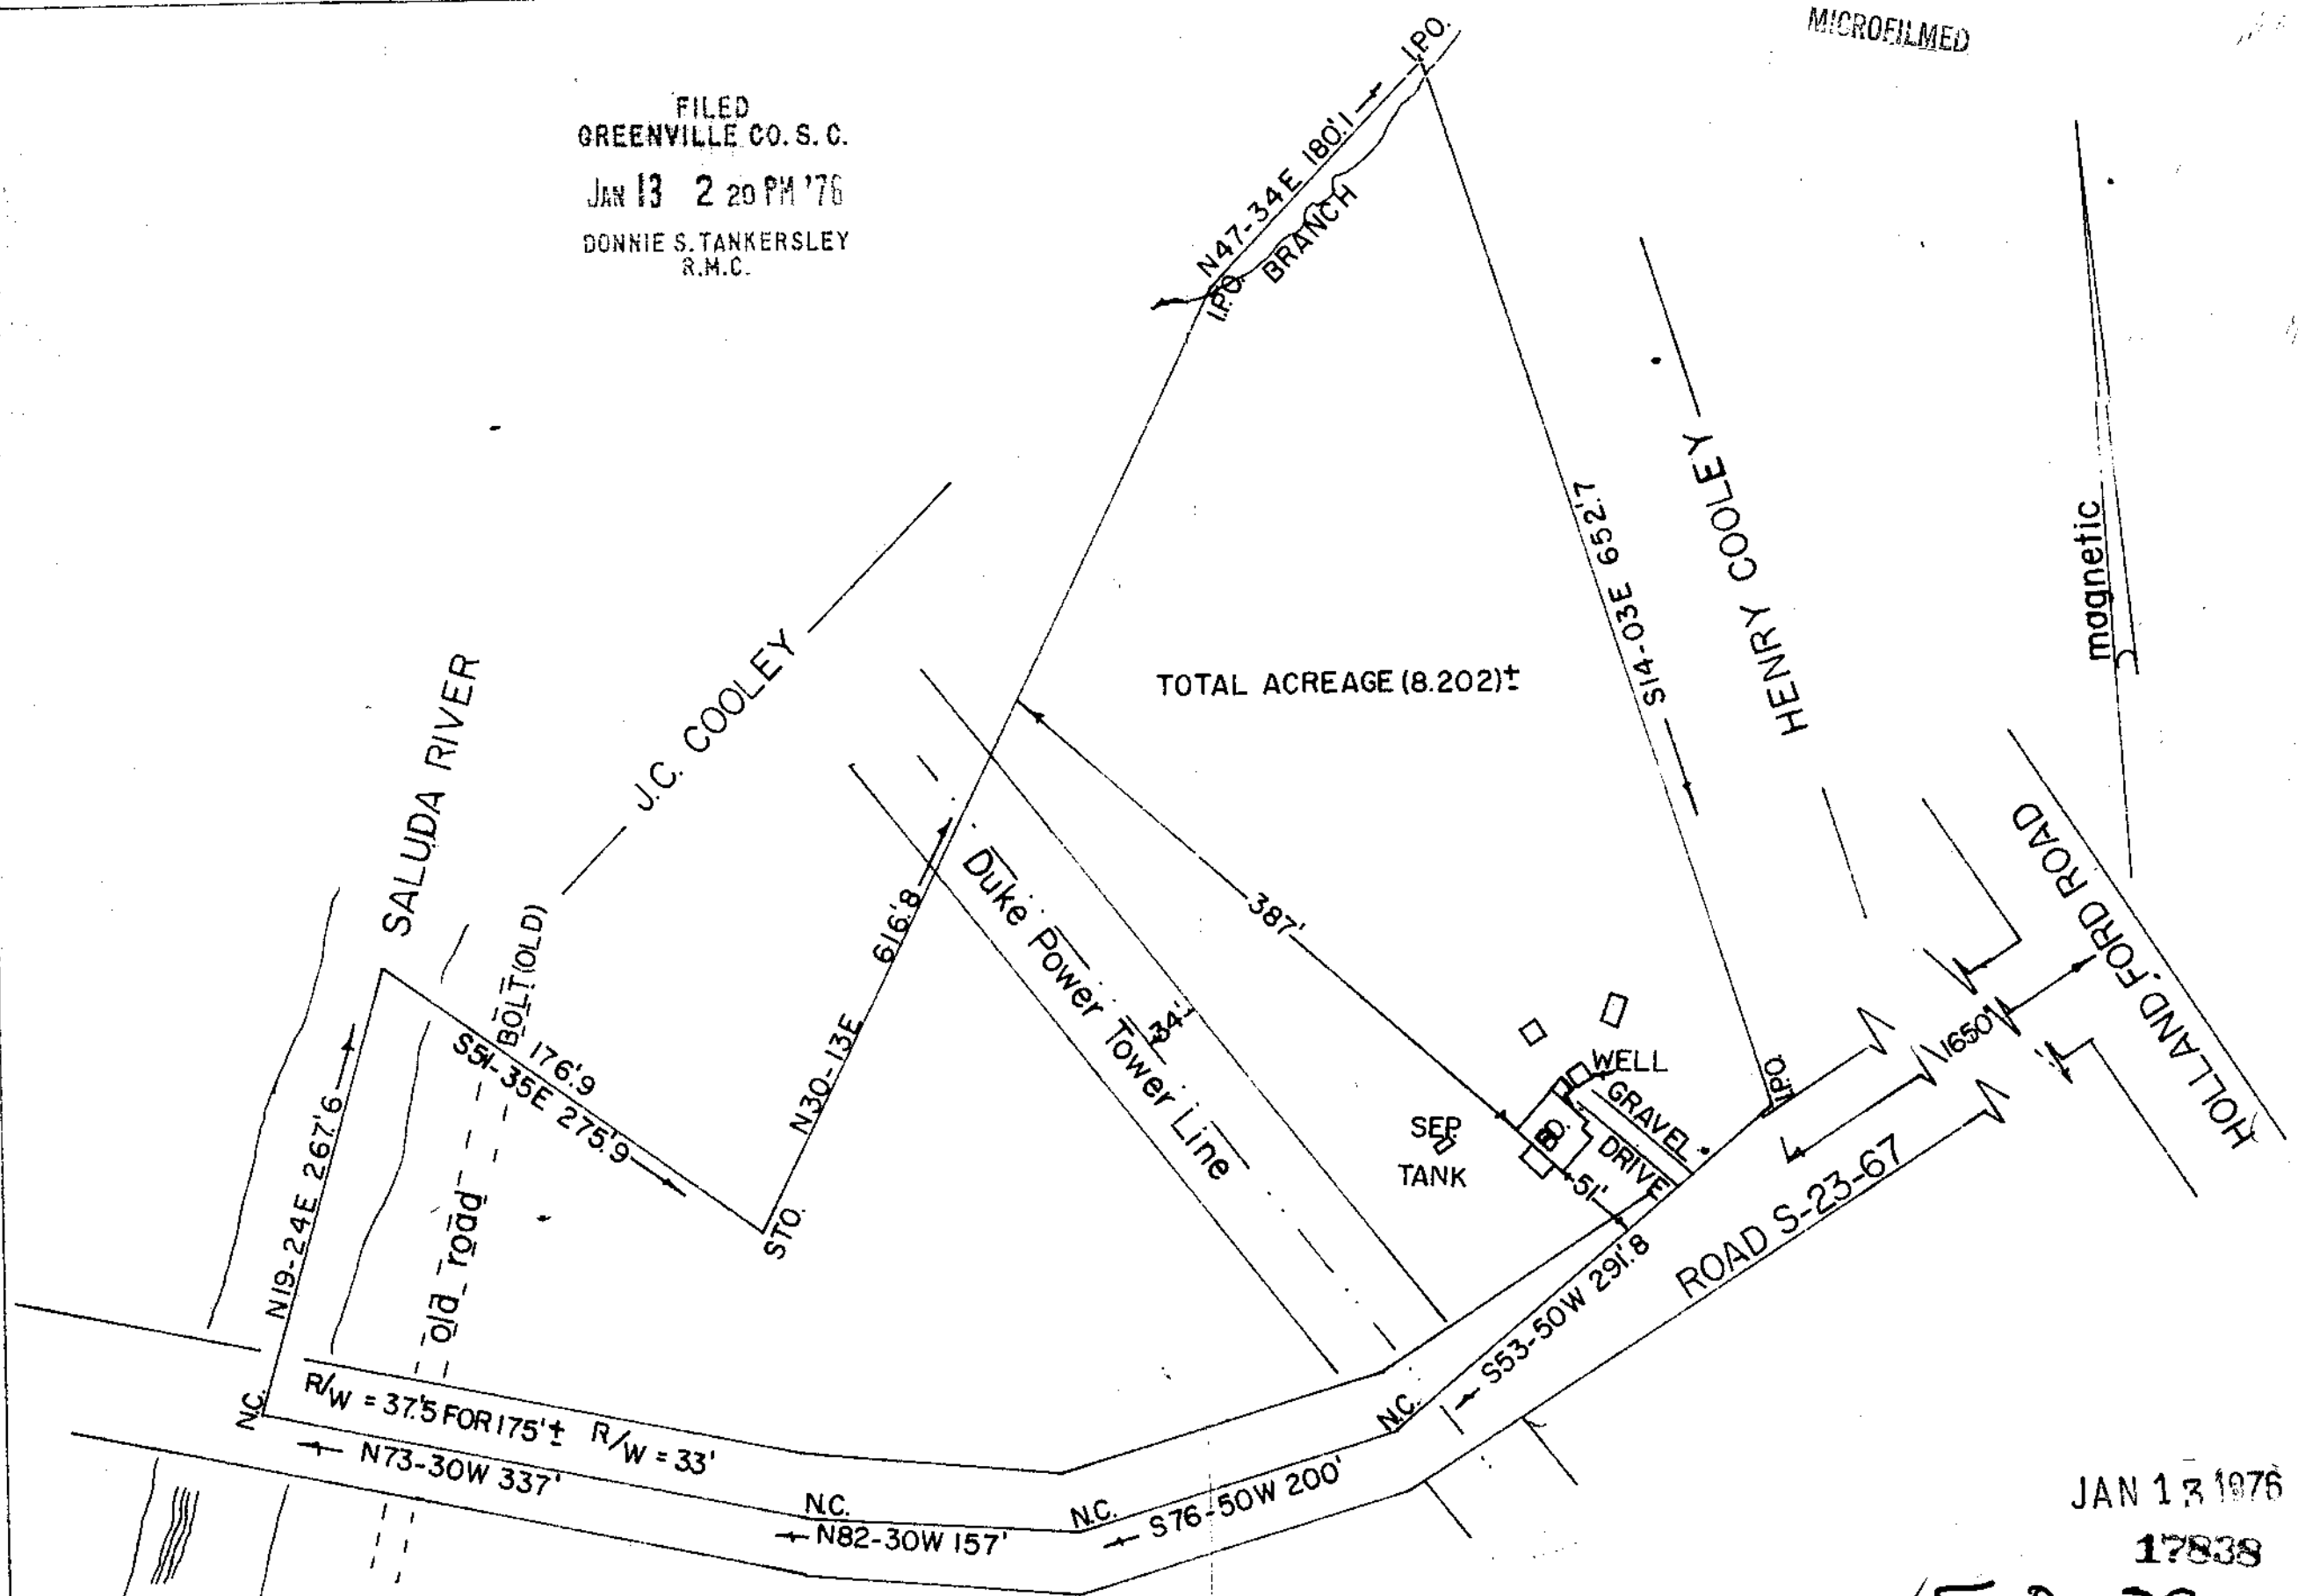 MICROFILMED
FILED
GREENVILLE CO. S. C.
JAN 13 2 20 PM '76
DONNIE S. TANKERSLEY
R.M.C.
I.P.O.
N47-34E 180'.1
BRANCH
I.P.O.
S14-03E 652'.7
HENRY COOLEY
magnetic
TOTAL ACREAGE (8.202)±
J.C. COOLEY
SALUDA RIVER
BOLT (OLD)
176'.9
S51-35E 275'.9
N19-24E 267'.6
old road
STO.
N30-13E 616'.8
Duke Power Tower Line
34'
387'
WELL
GRAVEL
DRIVE
SEP.
TANK
51'
I.P.O.
1650'
HOLLAND FORD ROAD
ROAD S-23-67
S53-50W 291'.8
N.C.
R/W = 37'.5 FOR 175'± R/W = 33'
N.C.
N73-30W 337'
N.C.
N82-30W 157'
N.C.
S76-50W 200'
JAN 13 1976
17838